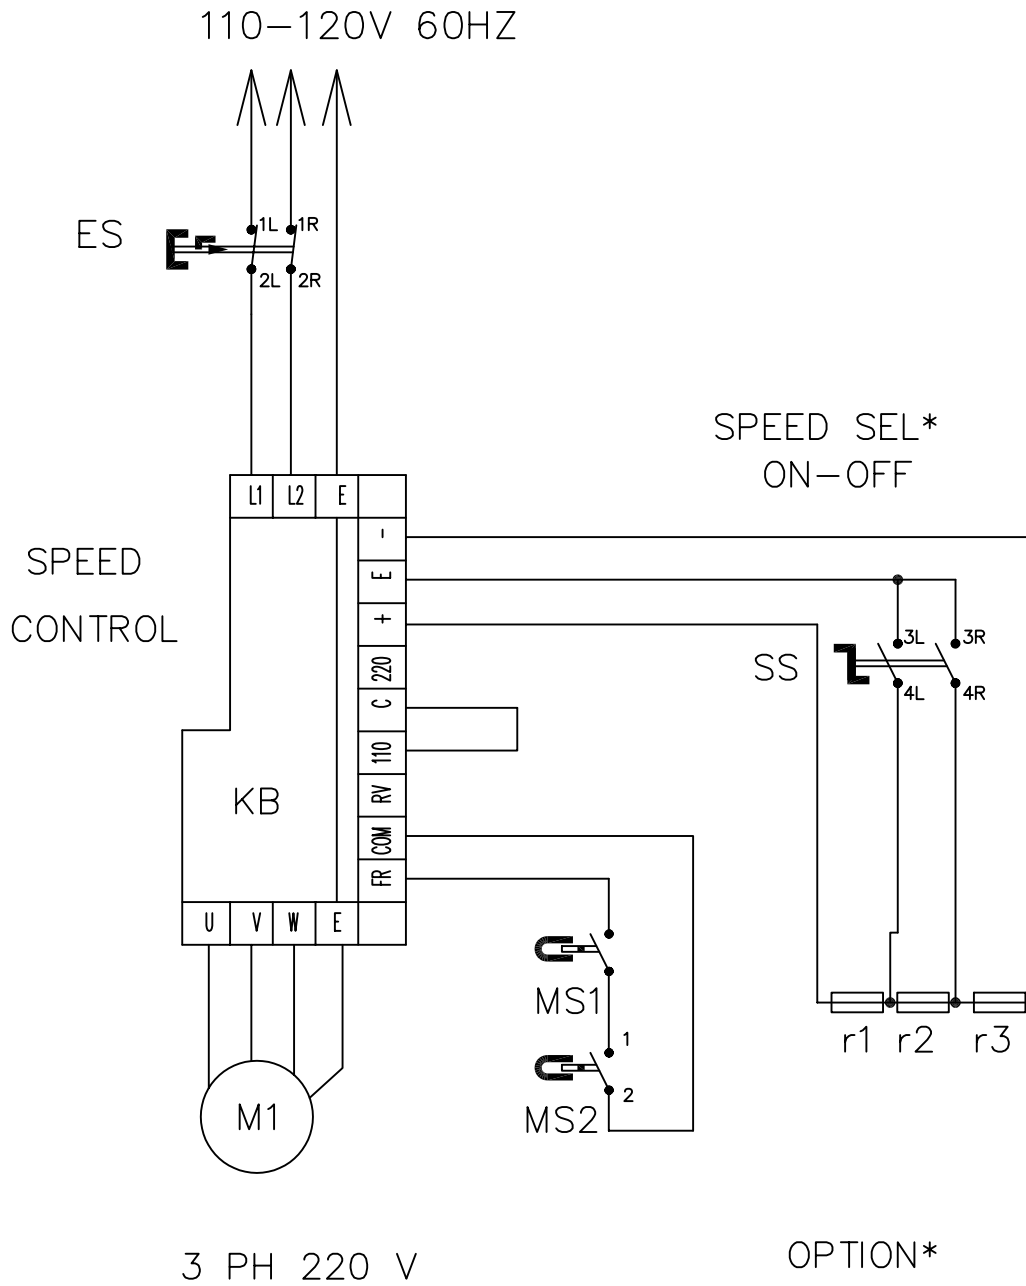 110-120V 60HZ
ES
1L 1R
2L 2R
SPEED SEL*
ON-OFF
L1 L2 E
-
SPEED
E
CONTROL
+
3L 3R
SS
220
4L 4R
C
110
KB
RV
COM
FR
U V W E
MS1
r1 r2 r3
1
2
M1
MS2
3 PH 220 V
OPTION*